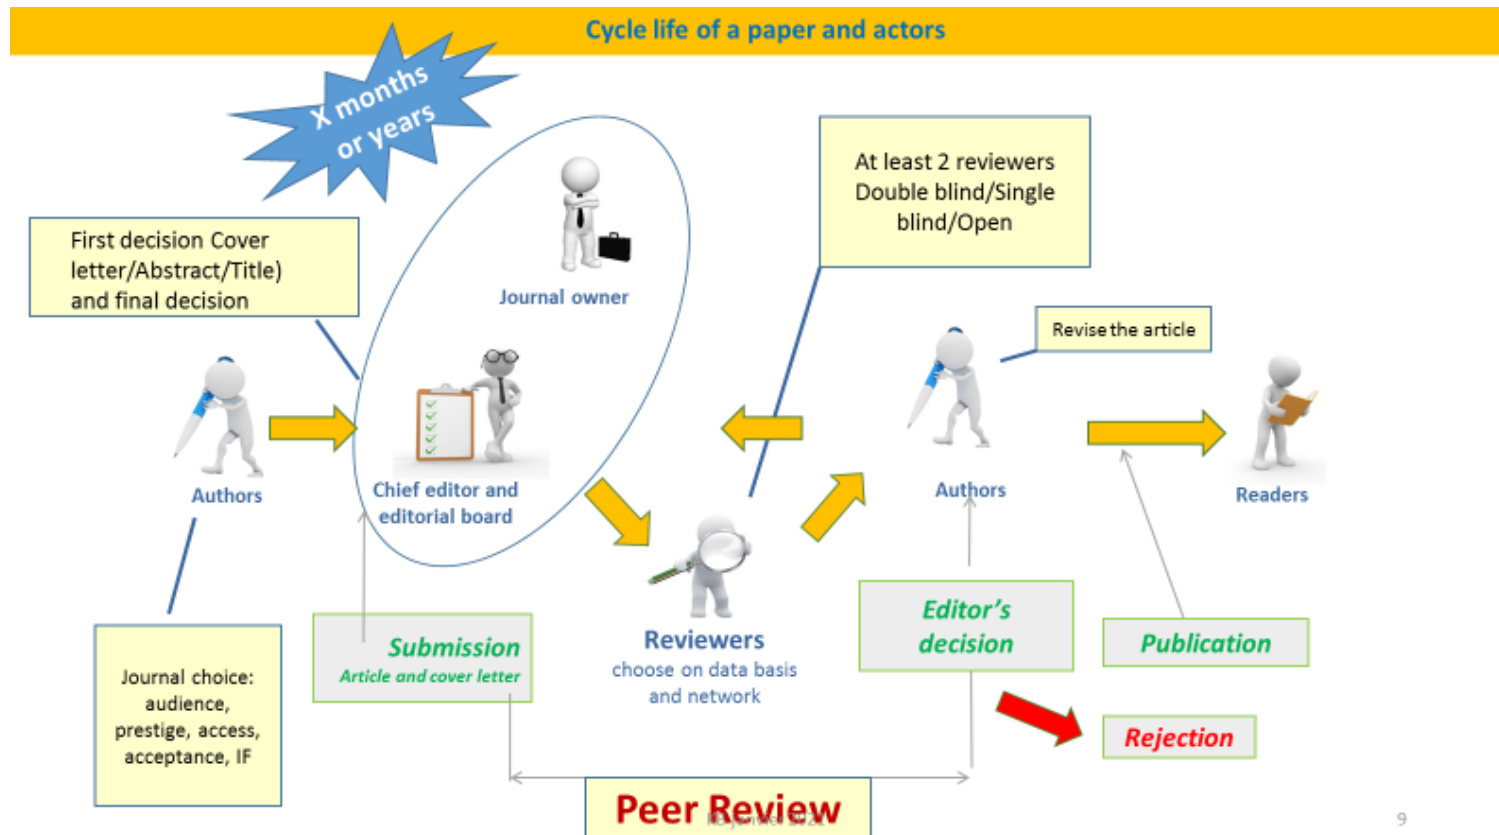 Cycle life of a paper and actors
X months
or years
At least 2 reviewers
Double blind/Single
blind/Open
First decision Cover
letter/Abstract/Title)
and final decision
Journal owner
Revise the article
Authors
Chief editor and
editorial board
Authors
Readers
Reviewers
choose on data basis
and network
Editor's
decision
Submission
Article and cover letter
Publication
Journal choice:
audience,
prestige, access,
acceptance, IF
Rejection
Peer Review
9